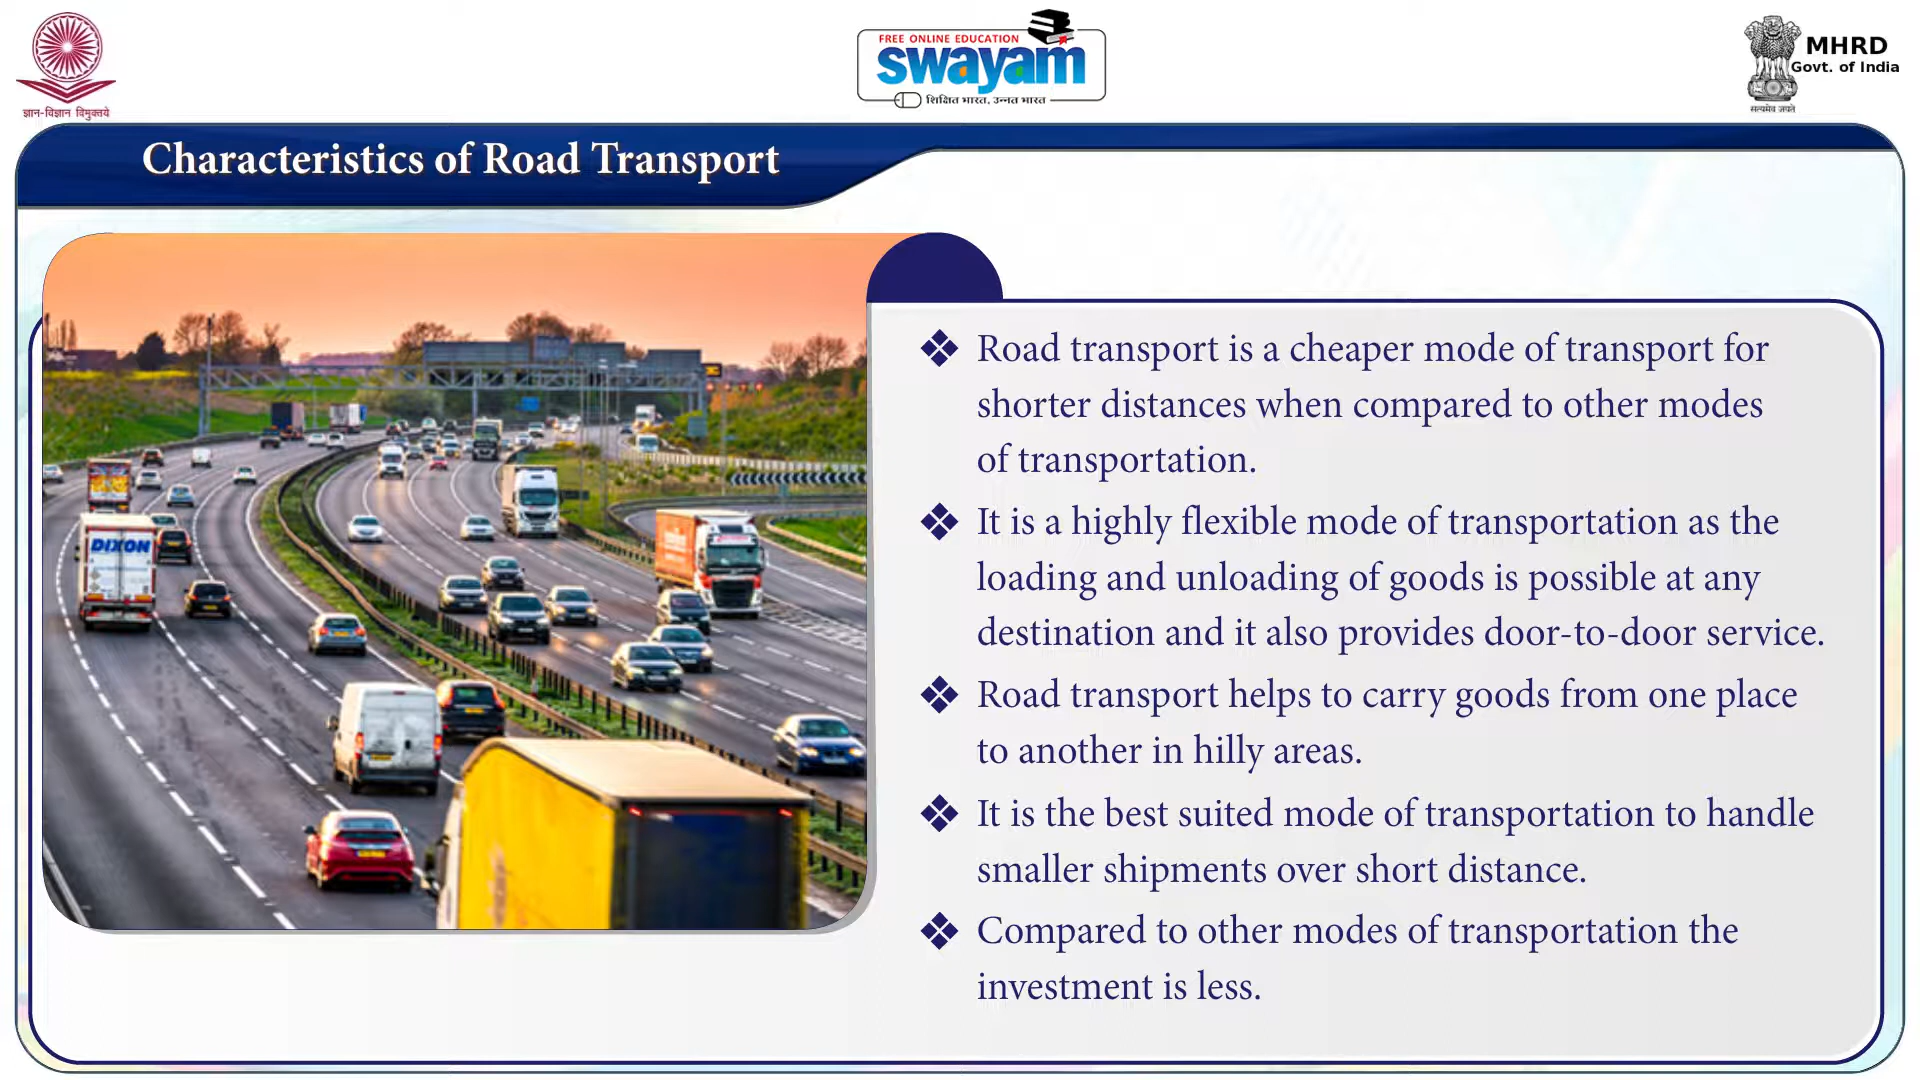 ज्ञान-विज्ञान विमुक्तये
FREE ONLINE EDUCATION
swayam
शिक्षित भारत, उन्नत भारत
MHRD
Govt. of India
सत्यमेव जयते
Characteristics of Road Transport
DIXON
❖ Road transport is a cheaper mode of transport for
shorter distances when compared to other modes
of transportation.
❖ It is a highly flexible mode of transportation as the
loading and unloading of goods is possible at any
destination and it also provides door-to-door service.
❖ Road transport helps to carry goods from one place
to another in hilly areas.
❖ It is the best suited mode of transportation to handle
smaller shipments over short distance.
❖ Compared to other modes of transportation the
investment is less.